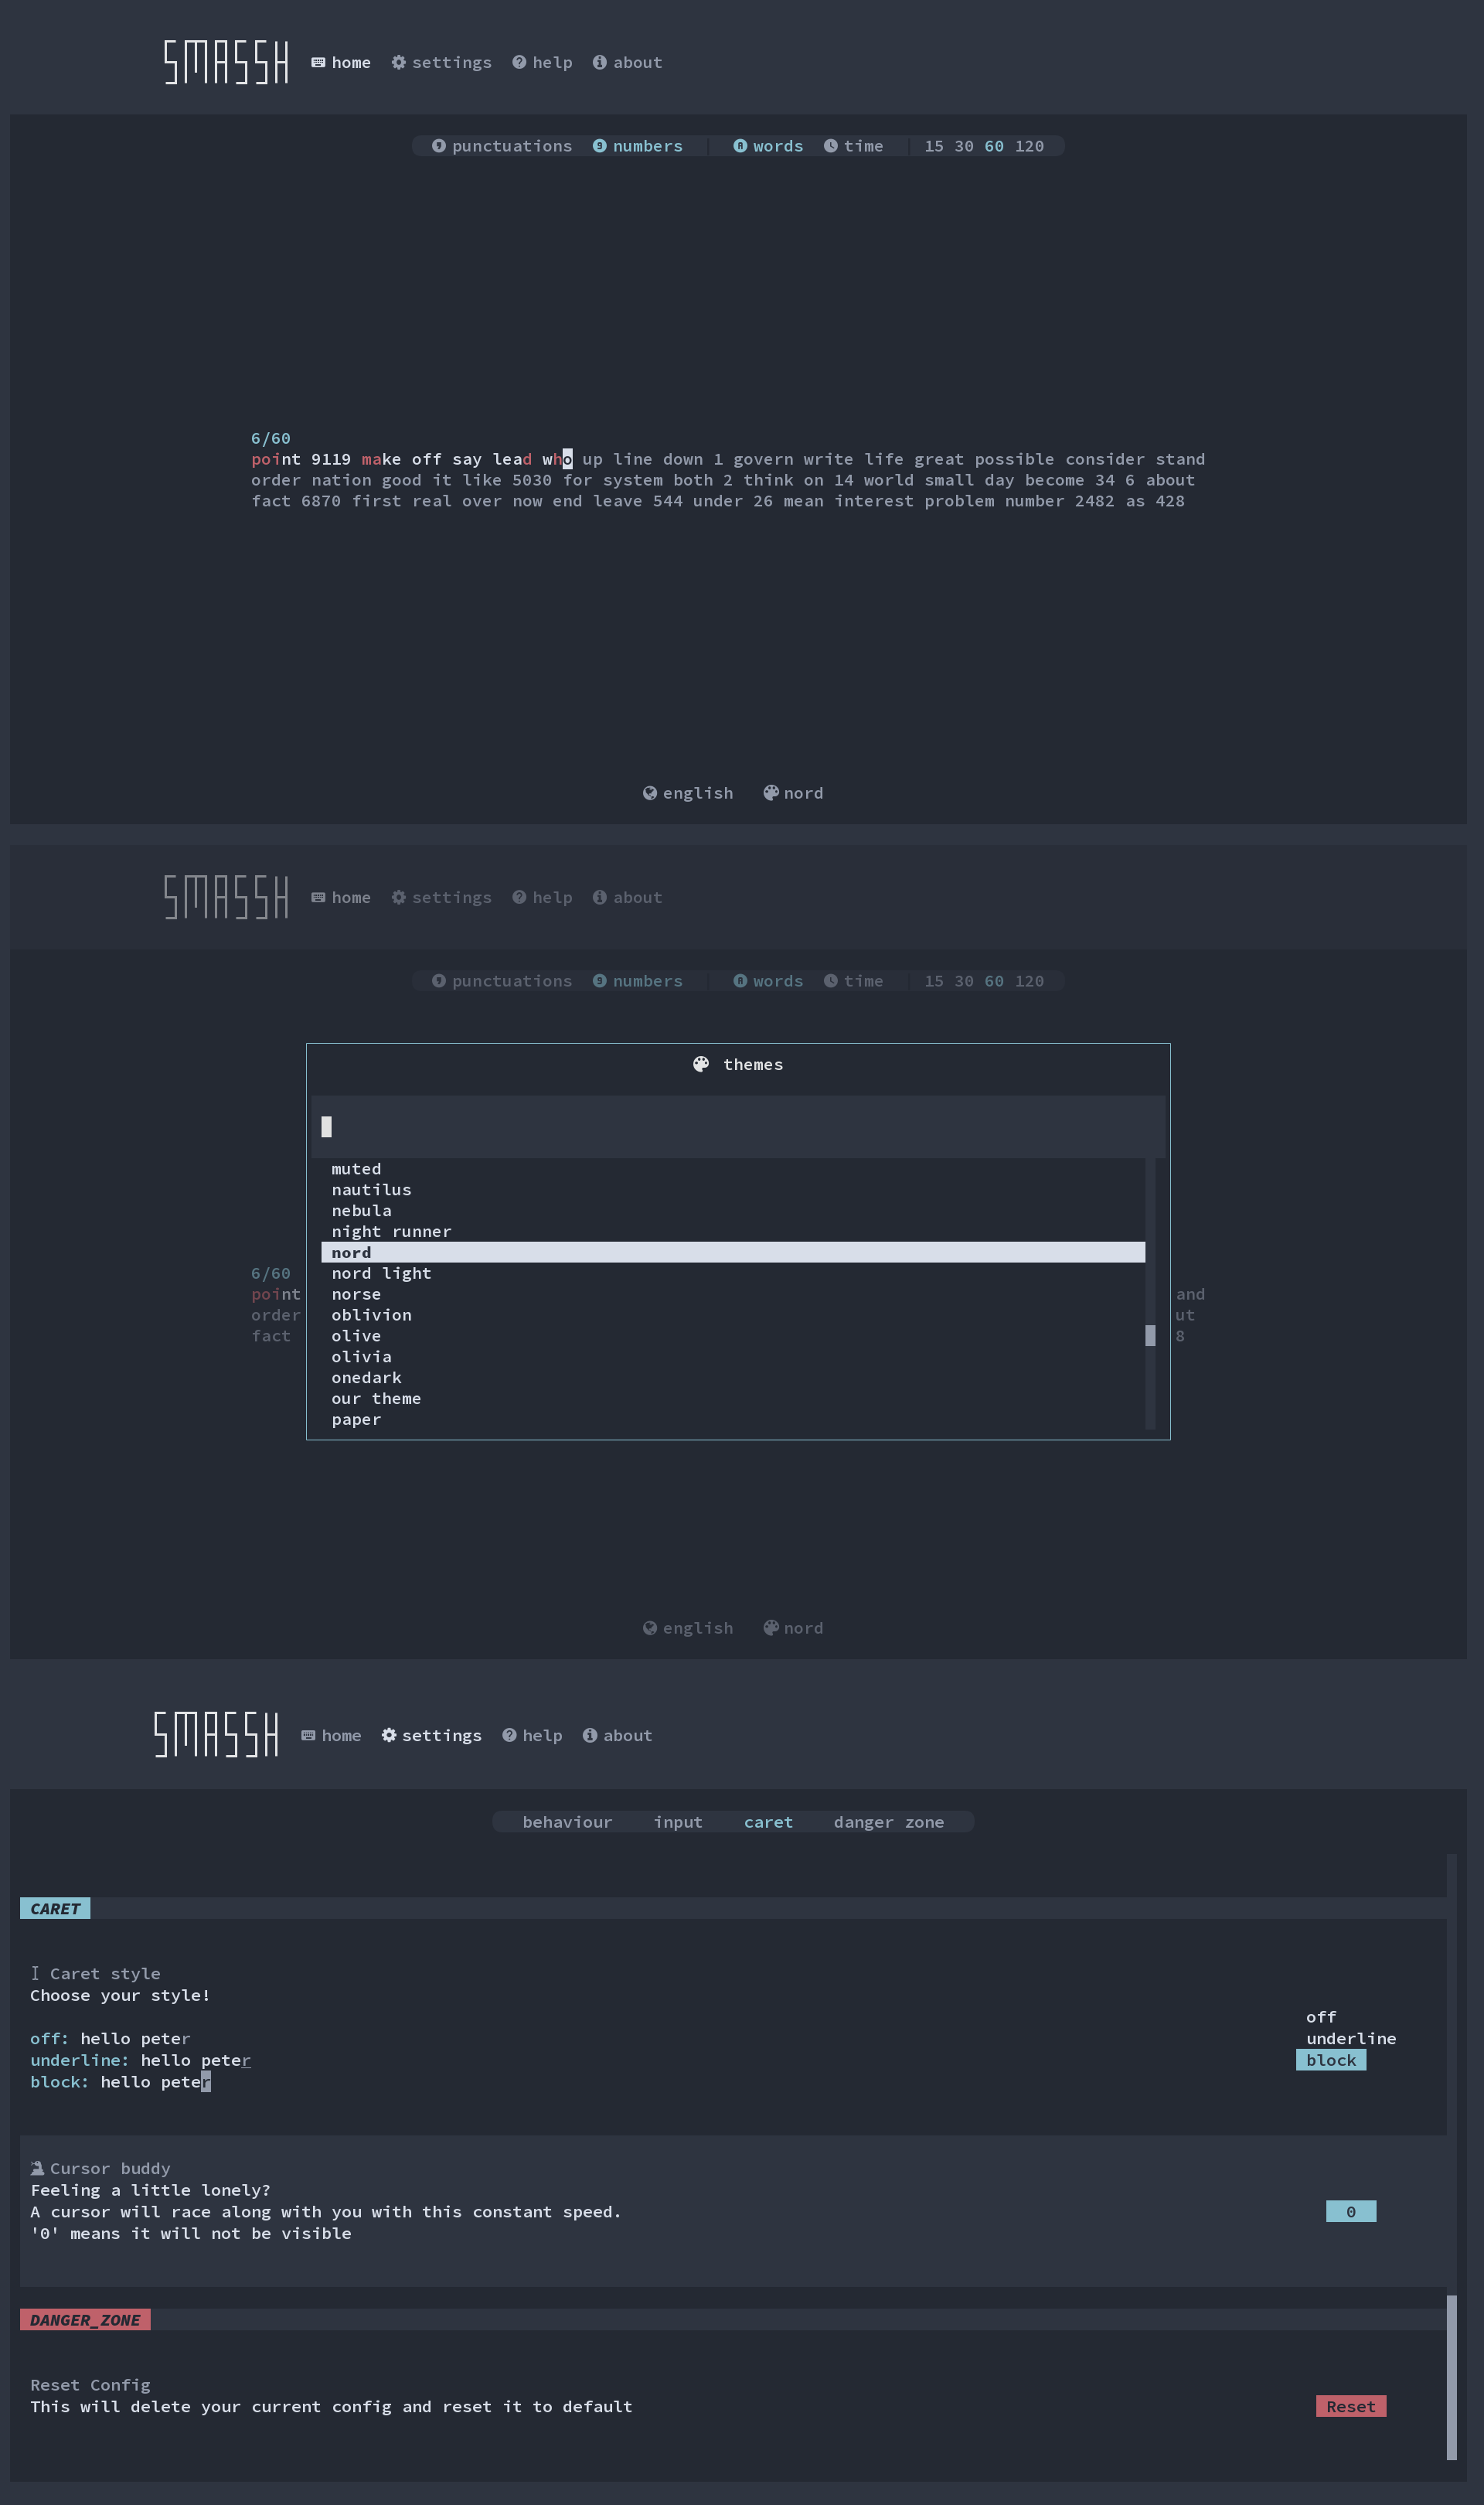 SMASSH home settings help about
punctuations numbers words time 15 30 60 120
6/60
point 9119 make off say lead who up line down 1 govern write life great possible consider stand
order nation good it like 5030 for system both 2 think on 14 world small day become 34 6 about
fact 6870 first real over now end leave 544 under 26 mean interest problem number 2482 as 428
english nord
SMASSH home settings help about
punctuations numbers words time 15 30 60 120
themes
muted
nautilus
nebula
night runner
nord
6/60 nord light
point norse and
order oblivion ut
fact olive 8
olivia
onedark
our theme
paper
english nord
SMASSH home settings help about
behaviour input caret danger zone
CARET
Caret style
Choose your style!
off
off: hello peter underline
underline: hello peter block
block: hello peter
Cursor buddy
Feeling a little lonely?
A cursor will race along with you with this constant speed. 0
'0' means it will not be visible
DANGER_ZONE
Reset Config
This will delete your current config and reset it to default Reset